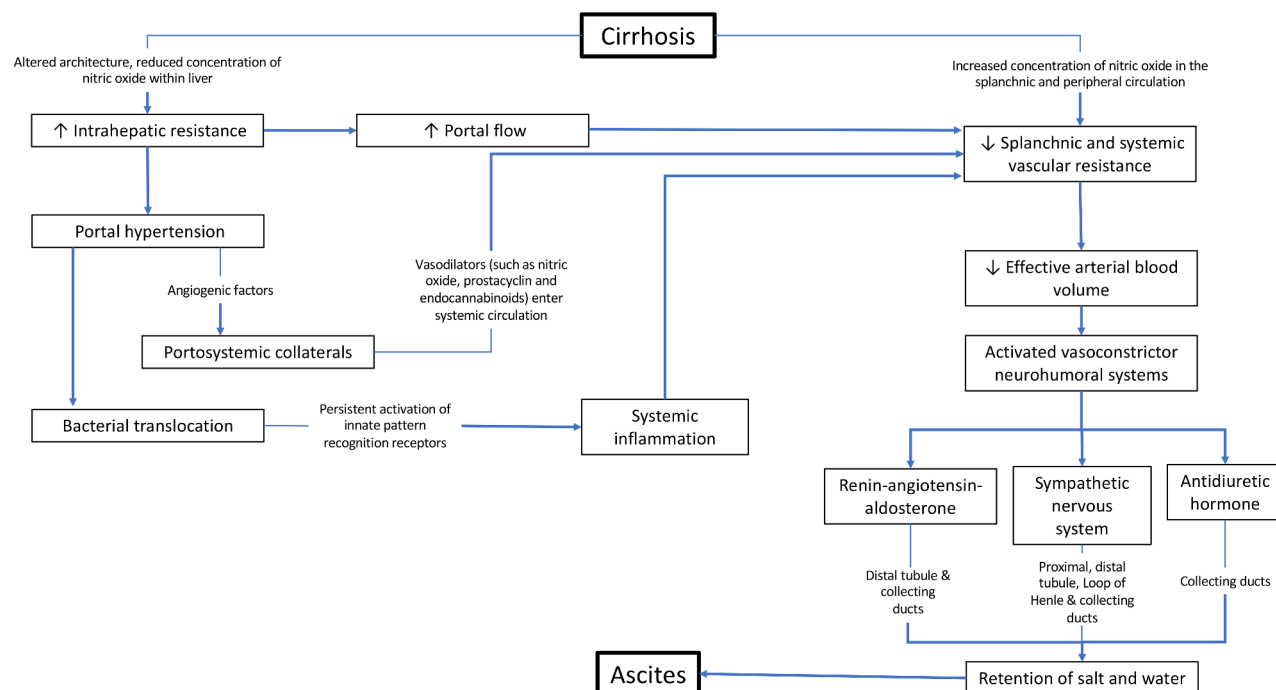 Cirrhosis
Altered architecture, reduced concentration of
nitric oxide within liver
Increased concentration of nitric oxide in the
splanchnic and peripheral circulation
↑ Intrahepatic resistance
↑ Portal flow
↓ Splanchnic and systemic
vascular resistance
Portal hypertension
Angiogenic factors
Vasodilators (such as nitric
oxide, prostacyclin and
endocannabinoids) enter
systemic circulation
↓ Effective arterial blood
volume
Portosystemic collaterals
Activated vasoconstrictor
neurohumoral systems
Bacterial translocation
Persistent activation of
innate pattern
recognition receptors
Systemic
inflammation
Renin-angiotensin-
aldosterone
Sympathetic
nervous
system
Antidiuretic
hormone
Distal tubule &
collecting
ducts
Proximal, distal
tubule, Loop of
Henle & collecting
ducts
Collecting ducts
Ascites
Retention of salt and water